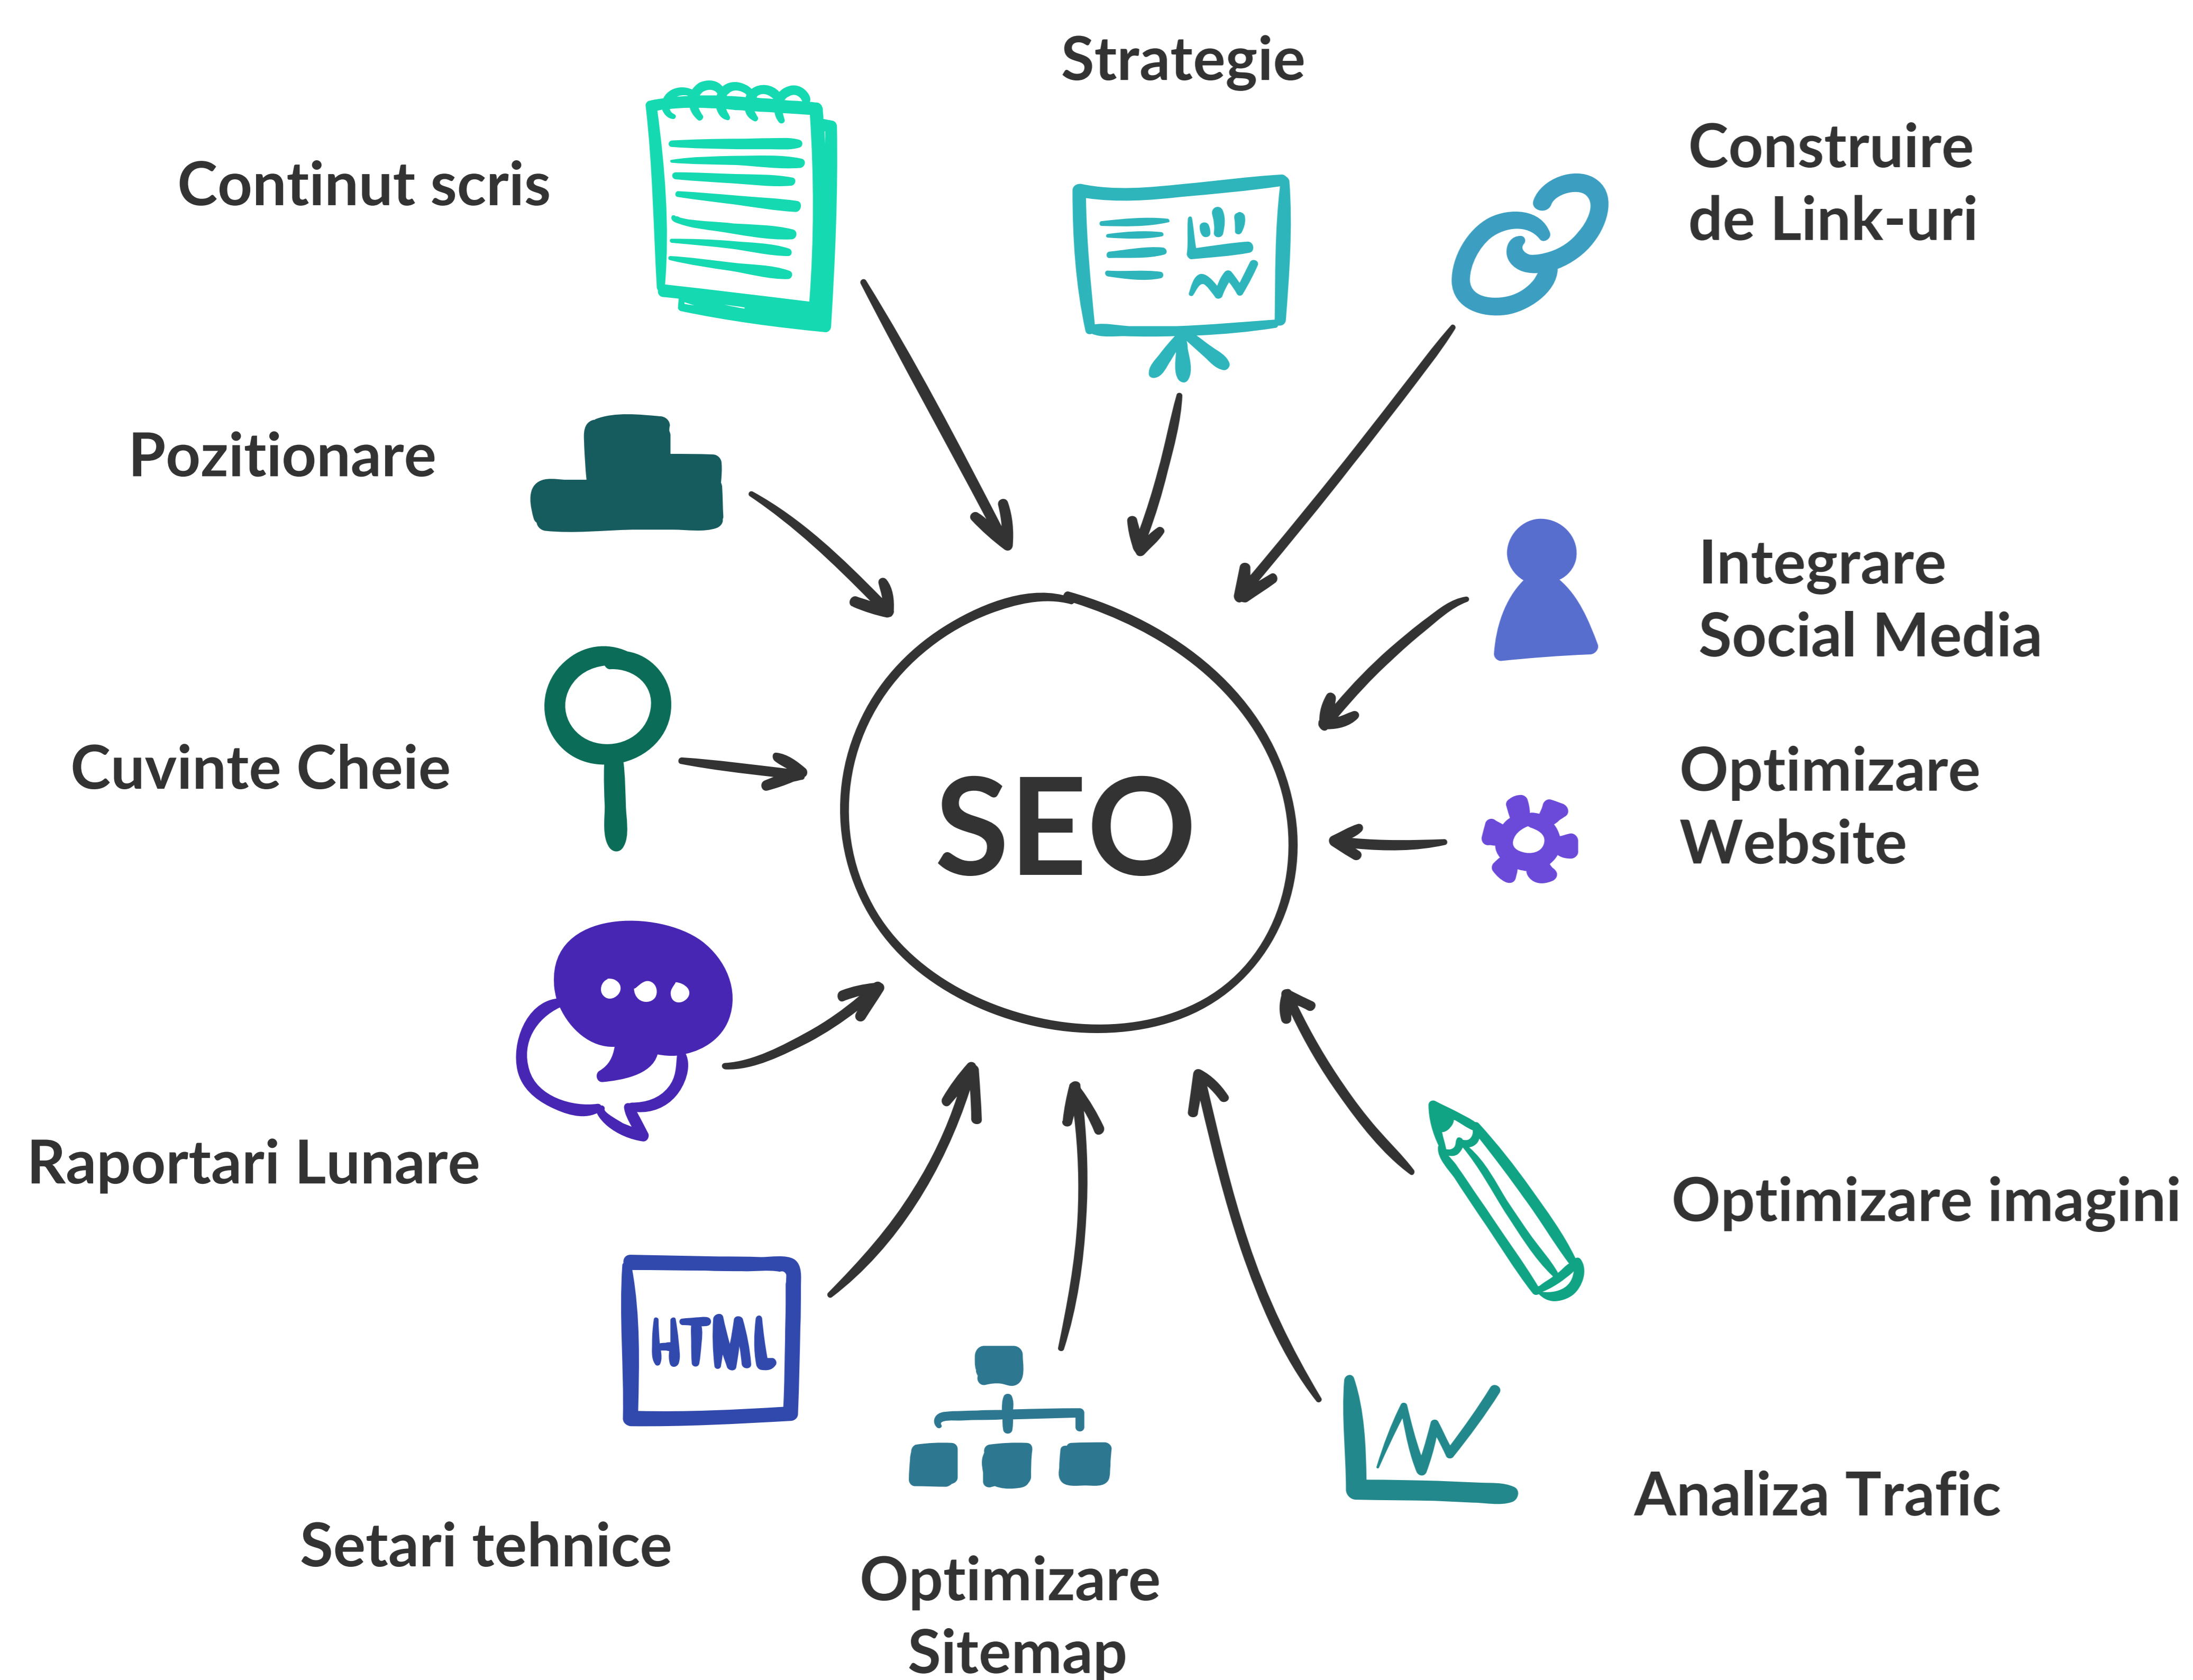 Strategie
Construire
de Link-uri
Continut scris
Pozitionare
Integrare
Social Media
Cuvinte Cheie
Optimizare
Website
SEO
Raportari Lunare
Optimizare imagini
HTML
Analiza Trafic
Setari tehnice
Optimizare
Sitemap